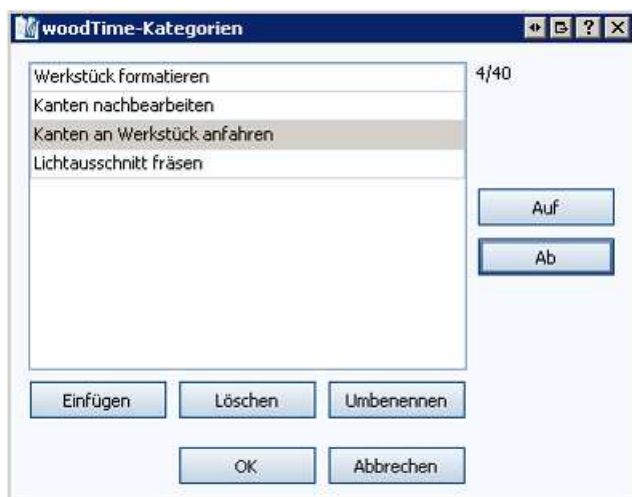 woodTime-Kategorien
Werkstück formatieren
4/40
Kanten nachbearbeiten
Kanten an Werkstück anfahren
Lichtausschnitt fräsen
Auf
Ab
Einfügen Löschen Umbenennen
OK Abbrechen